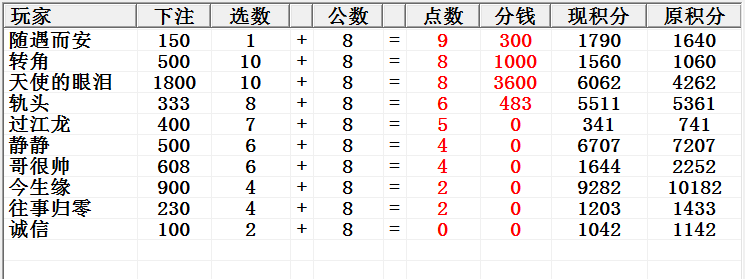 玩家 下注 选数 公数 点数 分钱 现积分 原积分
随遇而安 150 1 + 8 = 9 300 1790 1640
转角 500 10 + 8 = 8 1000 1560 1060
天使的眼泪 1800 10 + 8 = 8 3600 6062 4262
轨头 333 8 + 8 = 6 483 5511 5361
过江龙 400 7 + 8 = 5 0 341 741
静静 500 6 + 8 = 4 0 6707 7207
哥很帅 608 6 + 8 = 4 0 1644 2252
今生缘 900 4 + 8 = 2 0 9282 10182
往事归零 230 4 + 8 = 2 0 1203 1433
诚信 100 2 + 8 = 0 0 1042 1142